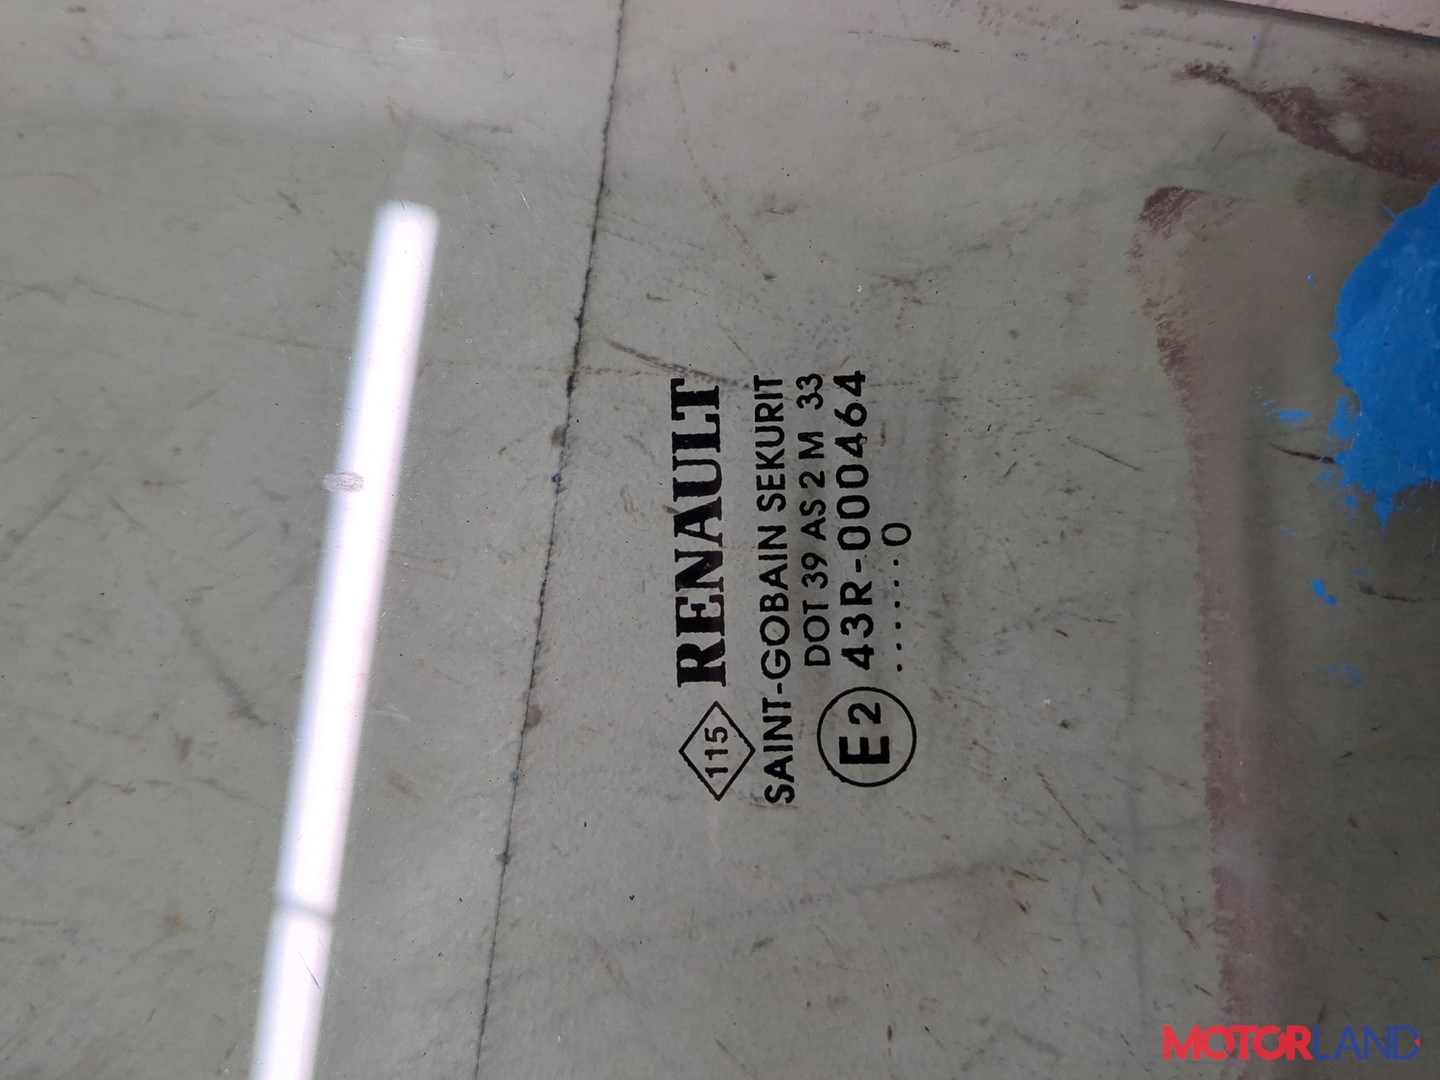 115 RENAULT
SAINT-GOBAIN SEKURIT
DOT 39 AS 2 M 33
E2 43R-000464
.......0
MOTORLAND